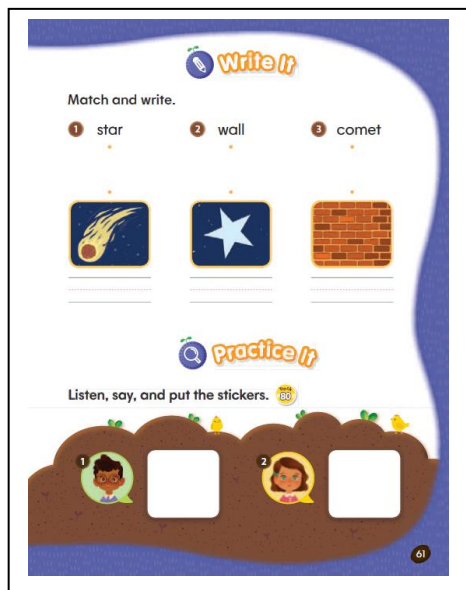 Write It
Match and write.
1 star
2 wall
3 comet
Practice It
Listen, say, and put the stickers.
TRACK 80
1
2
61